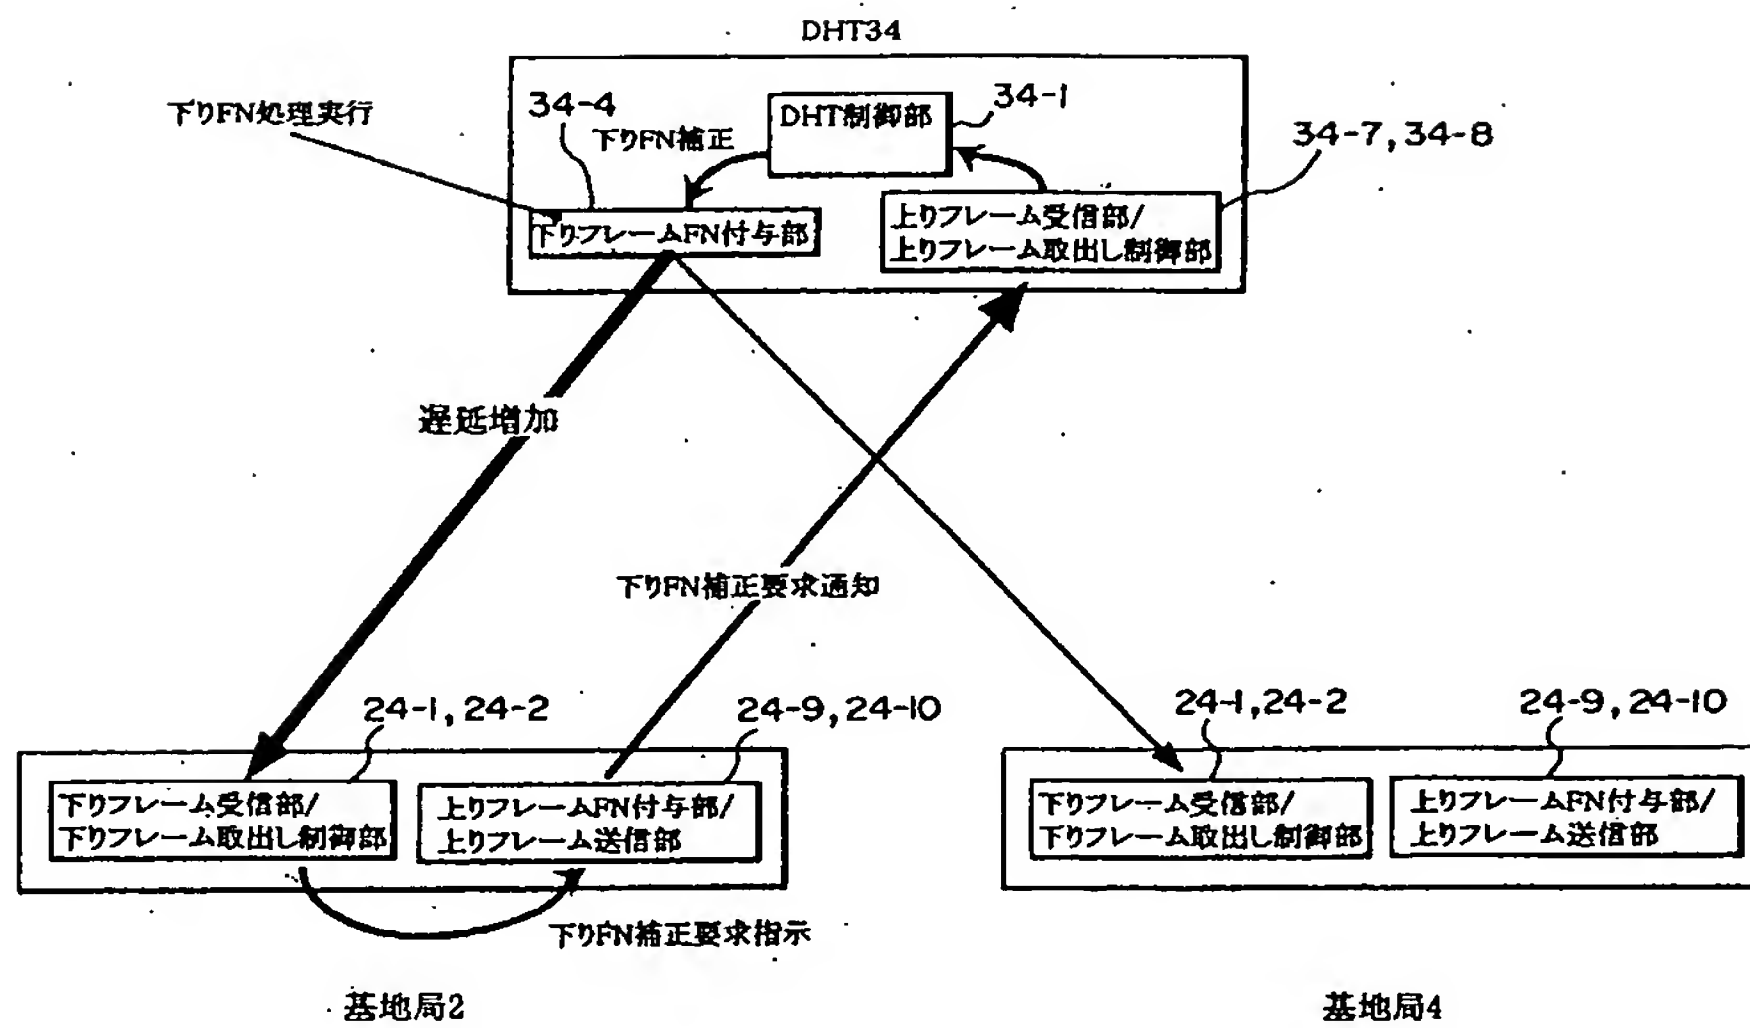 DHT34
下りFN処理実行
34-4
下りFN補正
DHT制御部
34-1
34-7, 34-8
下りフレームFN付与部
上りフレーム受信部/
上りフレーム取出し制御部
遅延増加
下りFN補正要求通知
24-1, 24-2
24-9, 24-10
24-1, 24-2
24-9, 24-10
下りフレーム受信部/
下りフレーム取出し制御部
上りフレームFN付与部/
上りフレーム送信部
下りフレーム受信部/
下りフレーム取出し制御部
上りフレームFN付与部/
上りフレーム送信部
下りFN補正要求指示
基地局2
基地局4